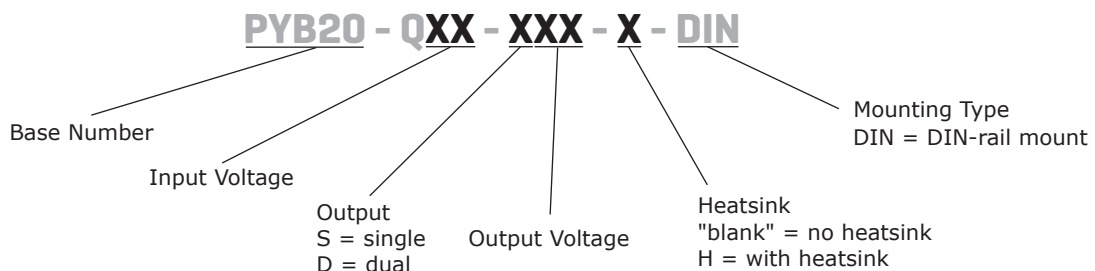 PYB20 - QXX - XXX - X - DIN
Base Number
Input Voltage
Output
S = single
D = dual
Output Voltage
Heatsink
"blank" = no heatsink
H = with heatsink
Mounting Type
DIN = DIN-rail mount